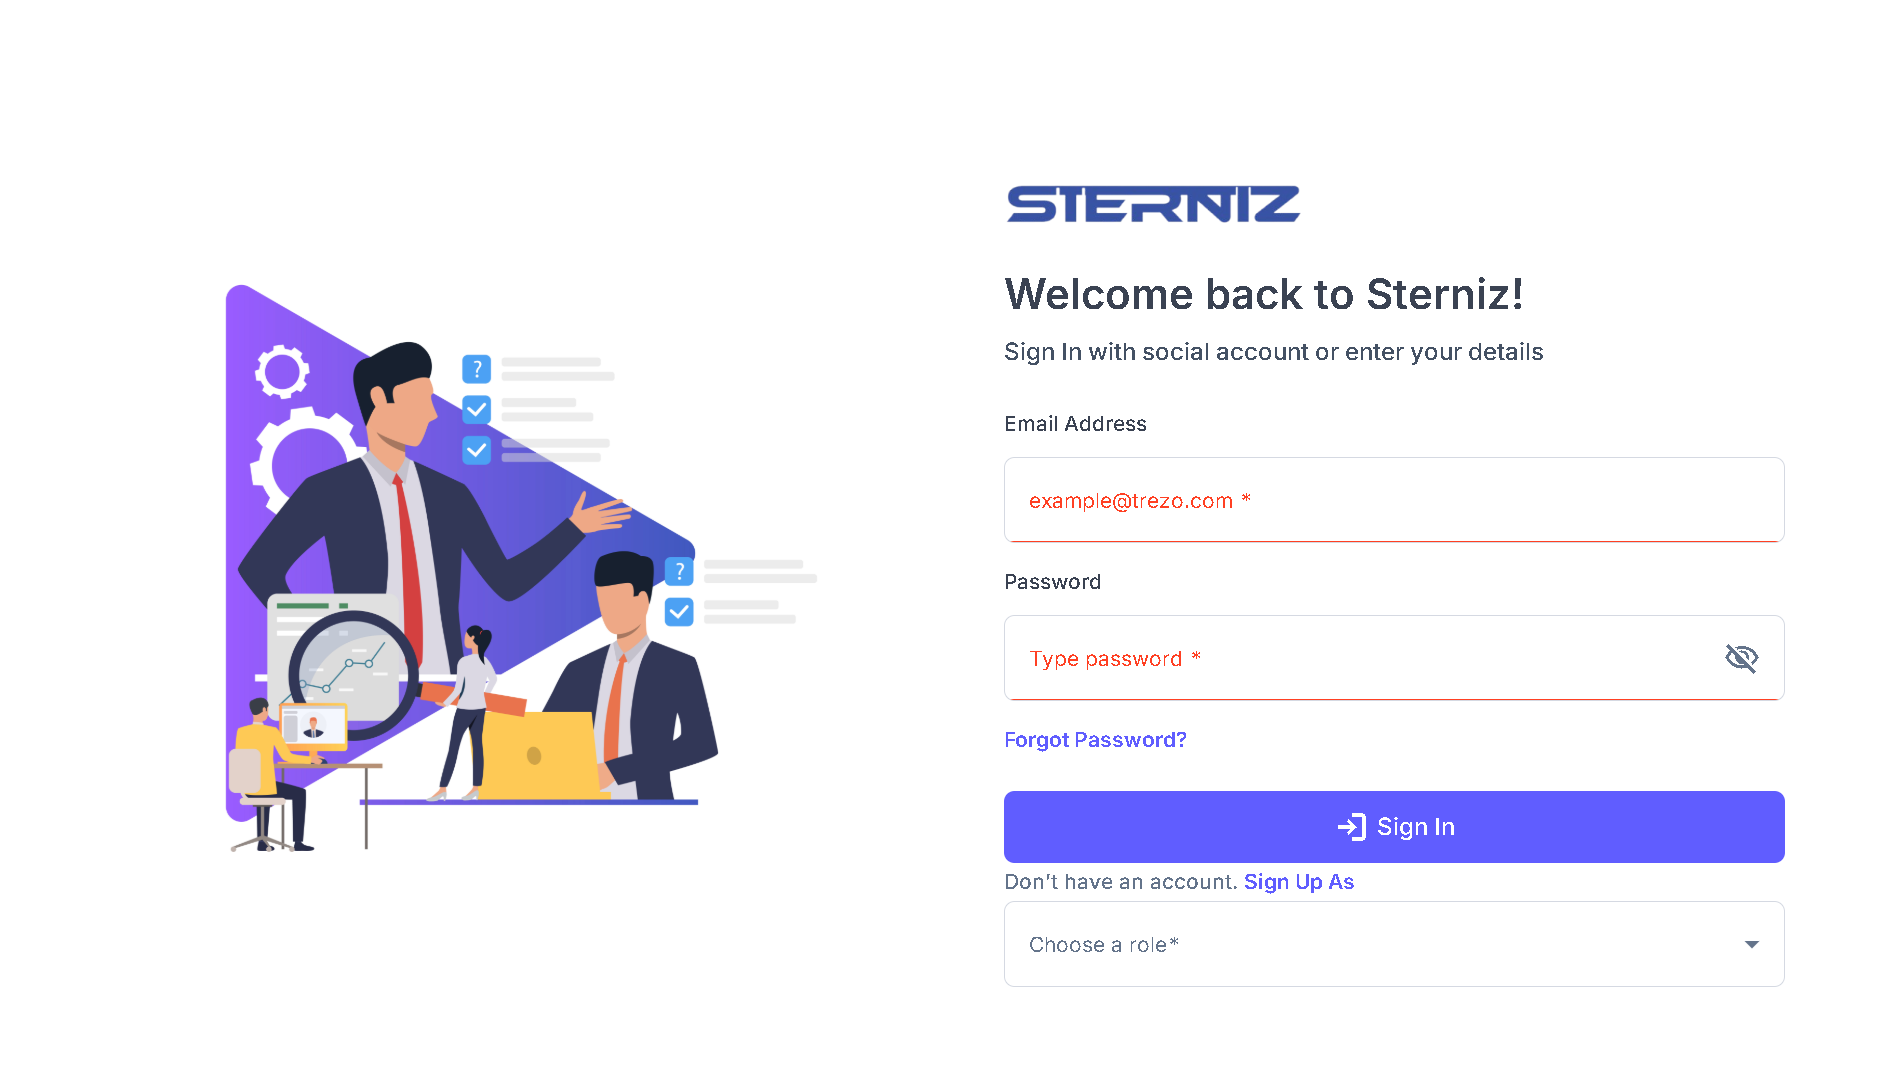 STERNIZ
Welcome back to Sterniz!
Sign In with social account or enter your details
Email Address
example@trezo.com *
Password
Type password *
Forgot Password?
Sign In
Don't have an account. Sign Up As
Choose a role*
?
?